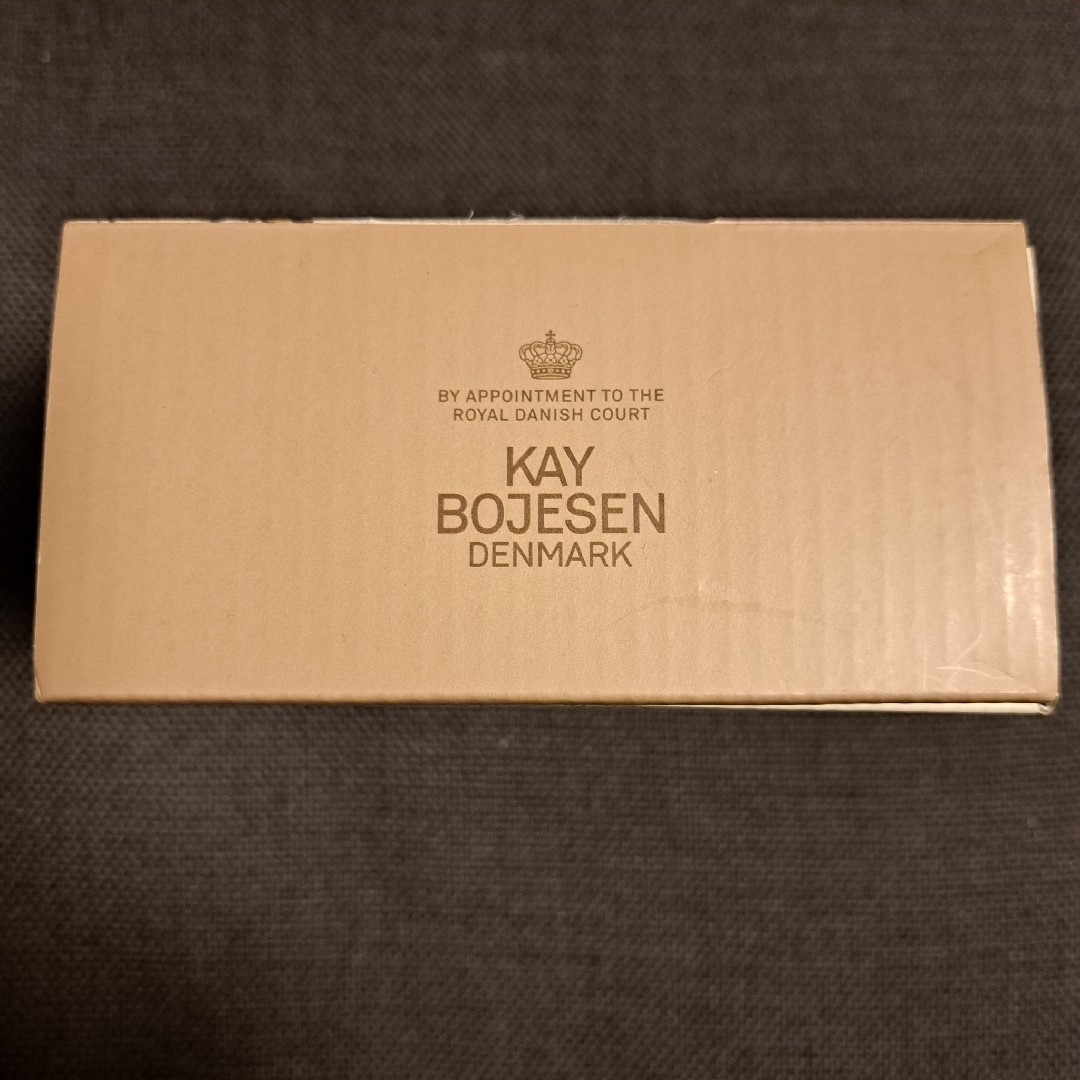 BY APPOINTMENT TO THE
ROYAL DANISH COURT
KAY
BOJESEN
DENMARK